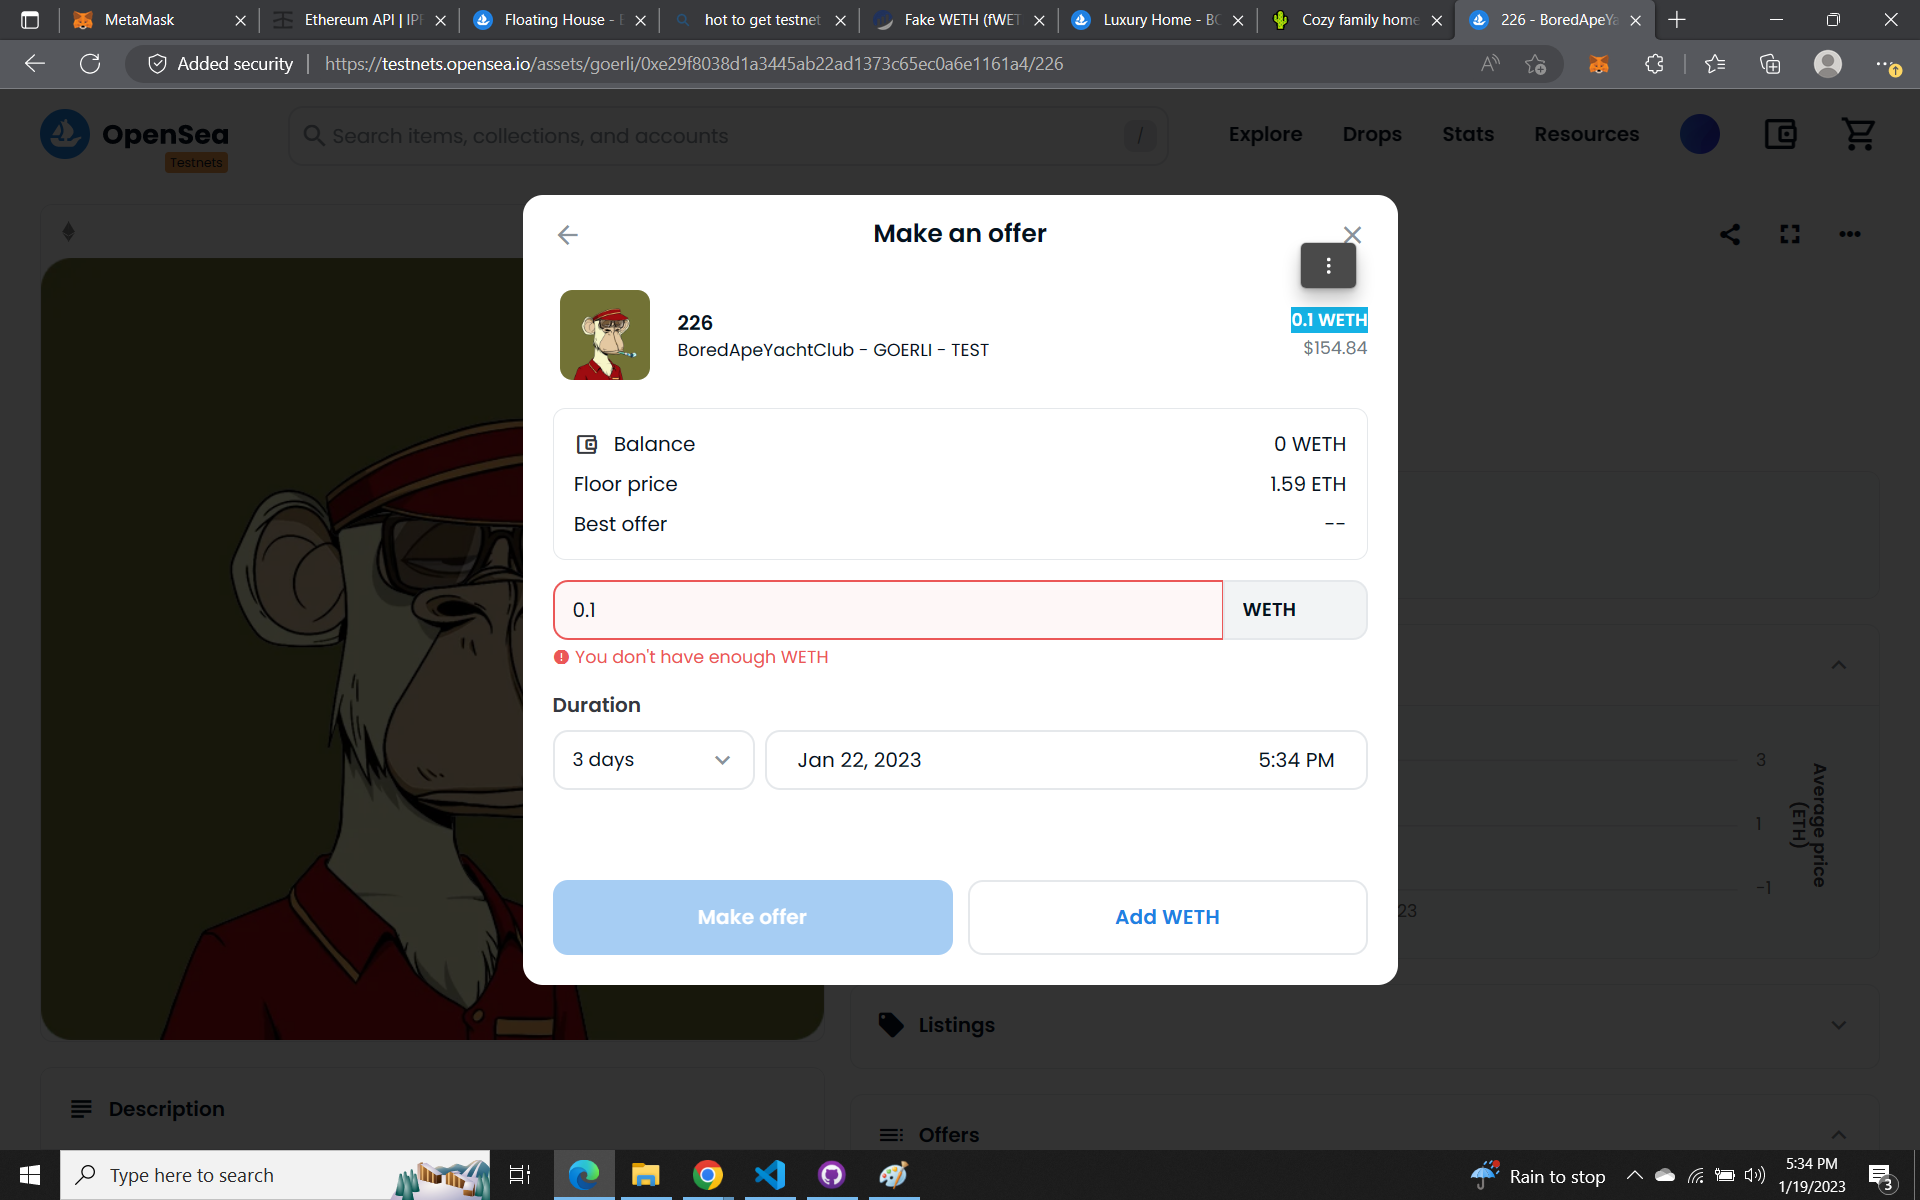 MetaMask
Ethereum API | IPF
Floating House - E
hot to get testnet
Fake WETH (fWET
Luxury Home - BC
Cozy family home
226 - BoredApeYa
Added security
https://testnets.opensea.io/assets/goerli/0xe29f8038d1a3445ab22ad1373c65ec0a6e1161a4/226
OpenSea
Testnets
Search items, collections, and accounts
/
Explore
Drops
Stats
Resources
Make an offer
226
BoredApeYachtClub - GOERLI - TEST
0.1 WETH
$154.84
Balance
0 WETH
Floor price
1.59 ETH
Best offer
--
0.1
WETH
You don't have enough WETH
Duration
3 days
Jan 22, 2023
5:34 PM
Make offer
Add WETH
3
1
-1
Average price
(ETH)
23
Listings
Description
Offers
Type here to search
Rain to stop
5:34 PM
1/19/2023
3